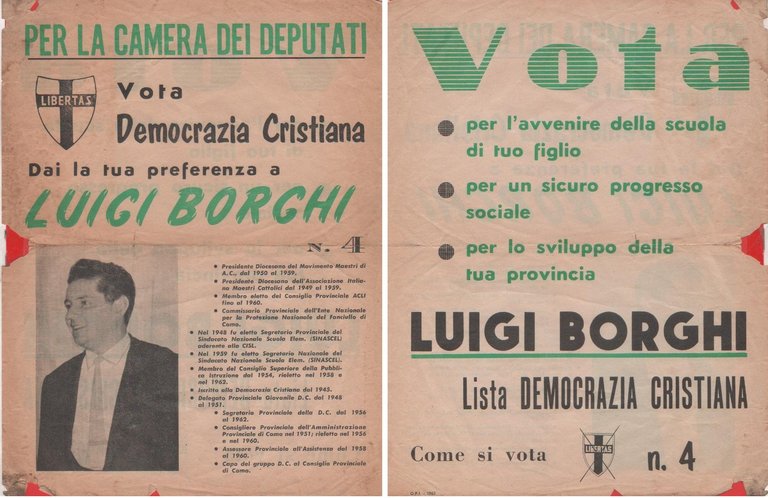 PER LA CAMERA DEI DEPUTATI
LIBERTAS
Vota
Democrazia Cristiana
Dai la tua preferenza a
LUIGI BORGHI
N. 4
• Presidente Diocesano del Movimento Maestri di
A.C., dal 1950 al 1959.
• Presidente Diocesano dell'Associazione Italia-
no Maestri Cattolici dal 1949 al 1959.
• Membro eletto del Consiglio Provinciale ACLI
fino al 1960.
• Commissario Provinciale dell'Ente Nazionale
per la Protezione Nazionale del Fanciullo di
Como.
• Nel 1948 fu eletto Segretario Provinciale del
Sindacato Nazionale Scuola Elem. (SINASCEL)
aderente alla CISL.
• Nel 1959 fu eletto Segretario Nazionale del
Sindacato Nazionale Scuola Elem. (SINASCEL).
• Membro del Consiglio Superiore della Pubbli-
ca Istruzione dal 1954, rieletto nel 1958 e
nel 1962.
• Iscritto alla Democrazia Cristiana dal 1945.
• Delegato Provinciale Giovanile D.C. dal 1948
al 1951.
• Segretario Provinciale della D.C. dal 1956
al 1962.
• Consigliere Provinciale dell'Amministrazione
Provinciale di Como nel 1951; rieletto nel 1956
e nel 1960.
• Assessore Provinciale all'Assistenza dal 1958
al 1960.
• Capo del gruppo D.C. al Consiglio Provinciale
di Como.
Vota
• per l'avvenire della scuola
di tuo figlio
• per un sicuro progresso
sociale
• per lo sviluppo della
tua provincia
LUIGI BORGHI
Lista DEMOCRAZIA CRISTIANA
Come si vota
LIBERTAS
n. 4